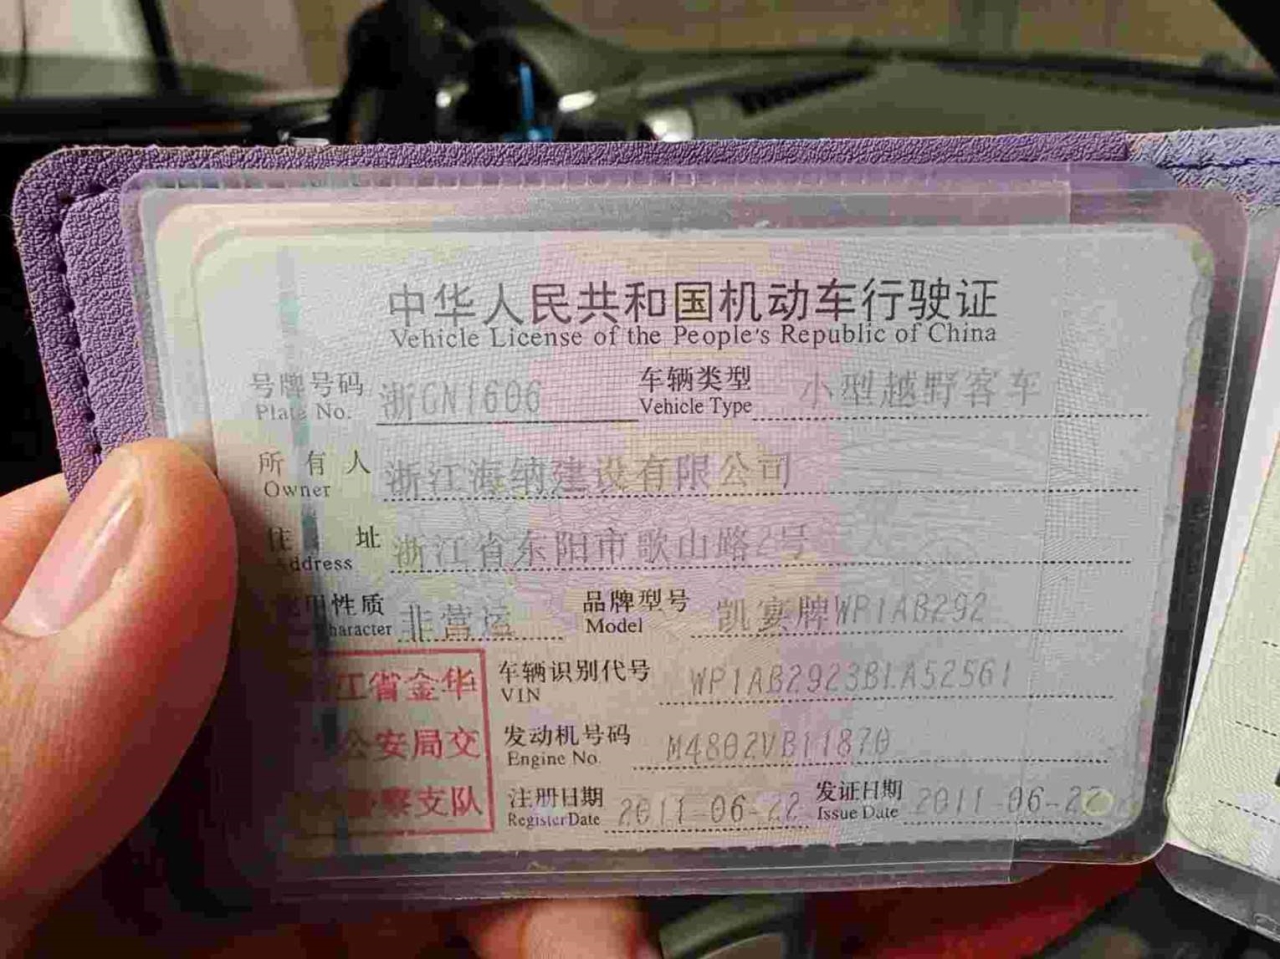 中华人民共和国机动车行驶证
Vehicle License of the People's Republic of China
号牌号码 浙GN1606 车辆类型 小型越野客车
Plate No. Vehicle Type
所有人 浙江海纳建设有限公司
Owner
住址 浙江省东阳市歌山路2号
Address
用性质 非营运 品牌型号 凯宴牌WP1AB292
haracter Model
车辆识别代号 WP1AB2923BLA52561
VIN
江省金华
发动机号码 M4802VB11870
Engine No.
公安局交
注册日期 2011-06-22 发证日期 2011-06-22
RegisterDate Issue Date
警察支队